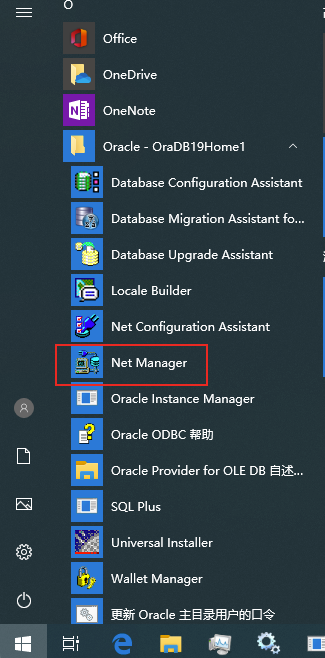 O
Office
OneDrive
OneNote
Oracle - OraDB19Home1
Database Configuration Assistant
Database Migration Assistant fo...
Database Upgrade Assistant
Locale Builder
Net Configuration Assistant
Net Manager
Oracle Instance Manager
Oracle ODBC 帮助
Oracle Provider for OLE DB 自述...
SQL Plus
Universal Installer
Wallet Manager
更新 Oracle 主目录用户的口令